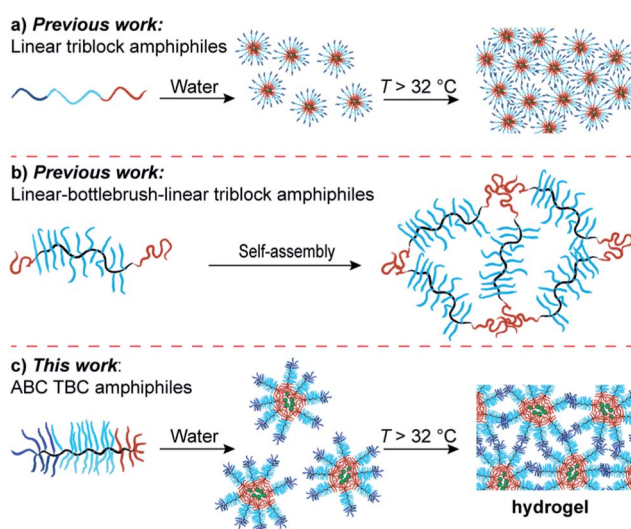 a) Previous work:
Linear triblock amphiphiles
Water
T > 32 °C
b) Previous work:
Linear-bottlebrush-linear triblock amphiphiles
Self-assembly
c) This work:
ABC TBC amphiphiles
Water
T > 32 °C
hydrogel